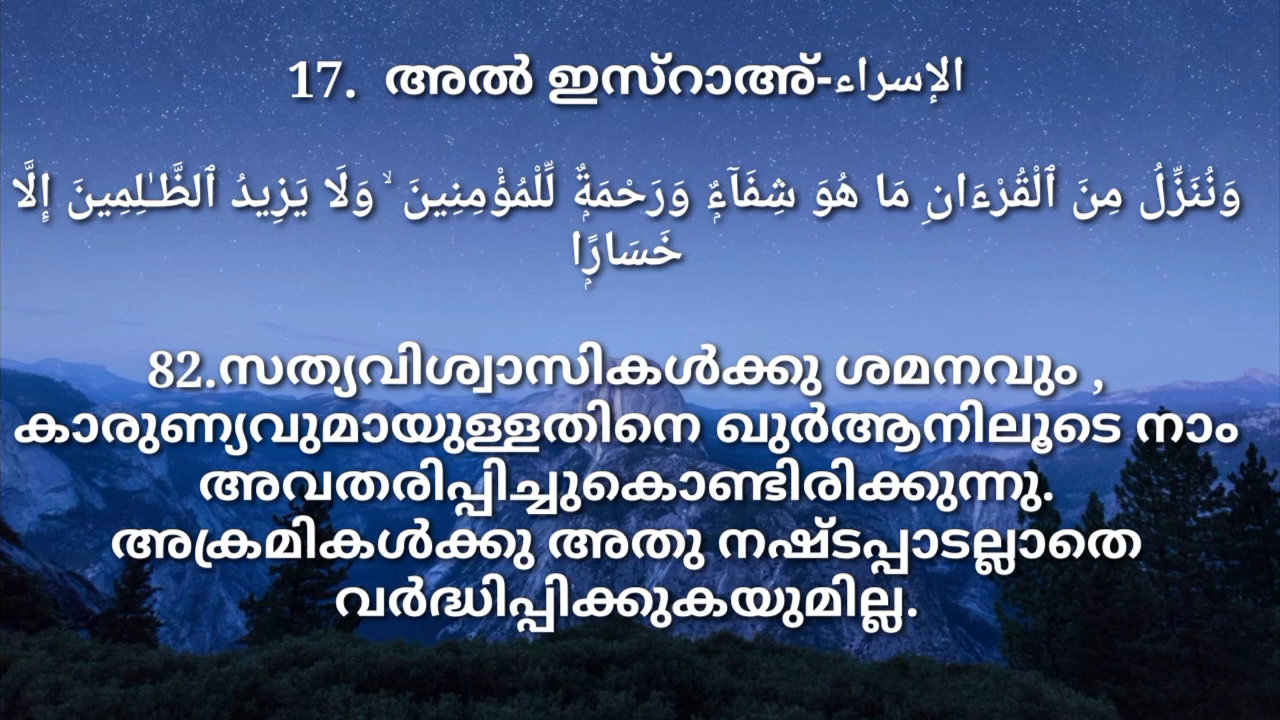 17. അൽ ഇസ്റാഅ്-الإسراء
وَنُنَزِّلُ مِنَ ٱلْقُرْءَانِ مَا هُوَ شِفَآءٌۭ وَرَحْمَةٌۭ لِّلْمُؤْمِنِينَ ۙ وَلَا يَزِيدُ ٱلظَّـٰلِمِينَ إِلَّا
خَسَارًۭا
82.സത്യവിശ്വാസികൾക്കു ശമനവും ,
കാരുണ്യവുമായുള്ളതിനെ ഖുർആനിലൂടെ നാം
അവതരിപ്പിച്ചുകൊണ്ടിരിക്കുന്നു.
അക്രമികൾക്കു അതു നഷ്ടപ്പാടല്ലാതെ
വർദ്ധിപ്പിക്കുകയുമില്ല.